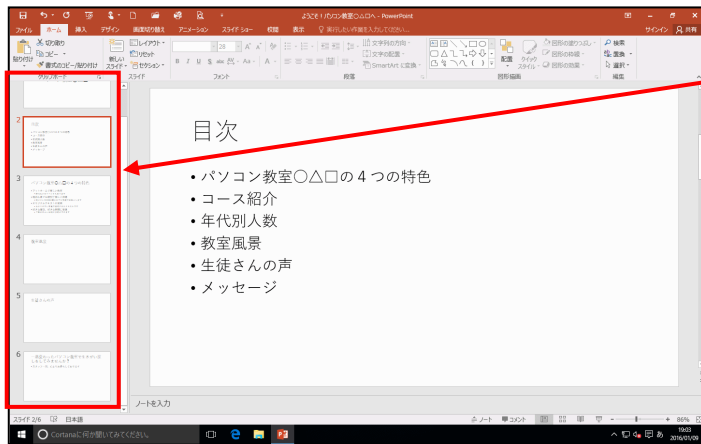 ようこそ！パソコン教室○△□へ - PowerPoint
ファイル ホーム 挿入 デザイン 画面切り替え アニメーション スライド ショー 校閲 表示 実行したい作業を入力してください... サインイン 共有
切り取り
コピー
書式のコピー/貼り付け
貼り付け
クリップボード
新しい
スライド
レイアウト
リセット
セクション
スライド
28
フォント
文字列の方向
文字の配置
SmartArt に変換
段落
配置
クイック
スタイル
図形の塗りつぶし
図形の枠線
図形の効果
図形描画
検索
置換
選択
編集
2
3
4
5
6
目次
• パソコン教室○△□の４つの特色
• コース紹介
• 年代別人数
• 教室風景
• 生徒さんの声
• メッセージ
ノートを入力
スライド 2/6 日本語 ノート コメント 86%
Cortanaに何か聞いてみてください。
あ
19:03
2016/01/09